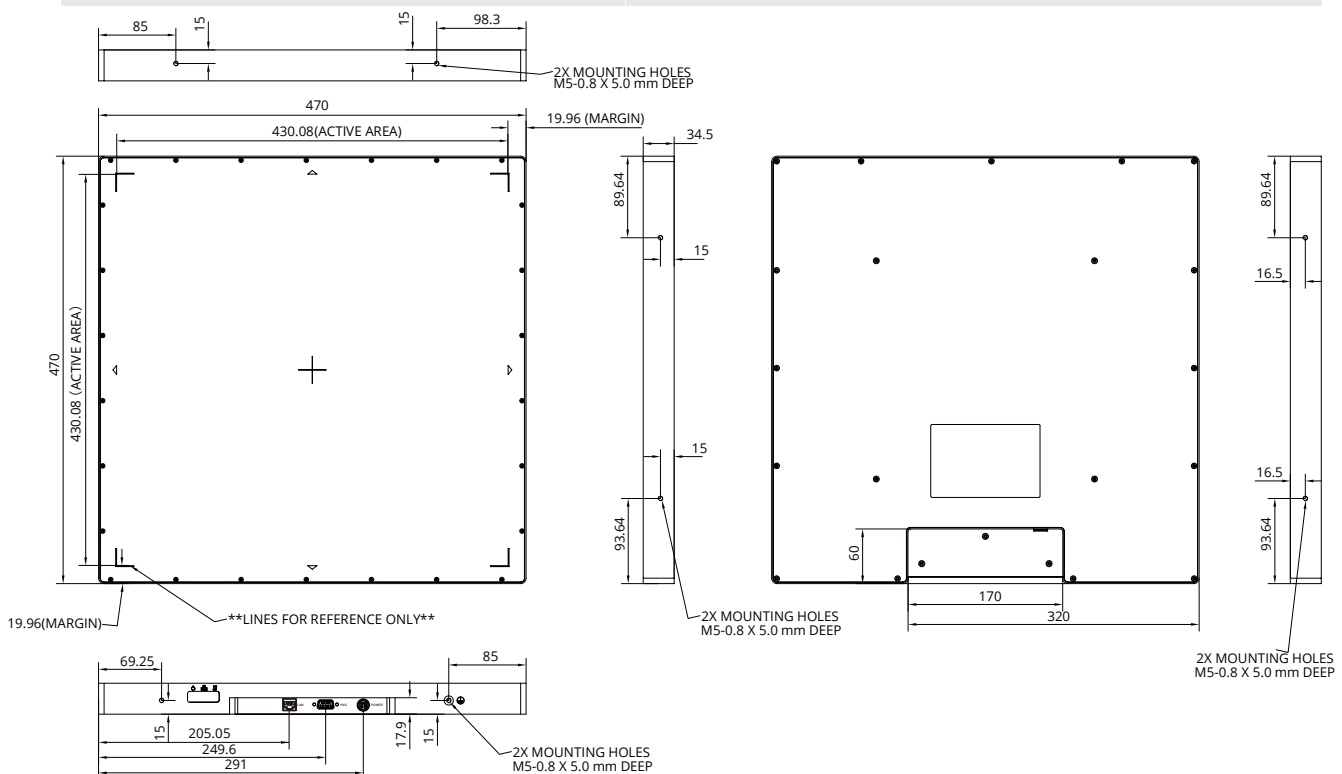 85
15
15
98.3
2X MOUNTING HOLES
M5-0.8 X 5.0 mm DEEP
470
430.08(ACTIVE AREA)
19.96 (MARGIN)
34.5
89.64
89.64
15
16.5
470
430.08 (ACTIVE AREA)
15
16.5
93.64
60
93.64
170
320
19.96(MARGIN)
**LINES FOR REFERENCE ONLY**
2X MOUNTING HOLES
M5-0.8 X 5.0 mm DEEP
2X MOUNTING HOLES
M5-0.8 X 5.0 mm DEEP
69.25
85
LAN
POWER
15
205.05
17.9
15
249.6
291
2X MOUNTING HOLES
M5-0.8 X 5.0 mm DEEP